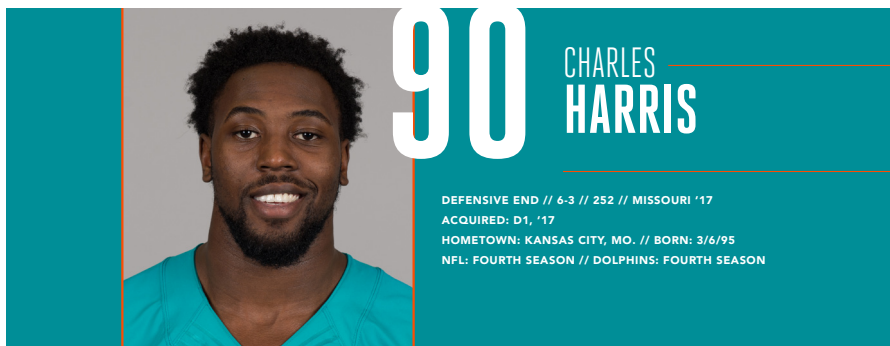 90
CHARLES
HARRIS
DEFENSIVE END // 6-3 // 252 // MISSOURI ’17
ACQUIRED: D1, ‘17
HOMETOWN: KANSAS CITY, MO. // BORN: 3/6/95
NFL: FOURTH SEASON // DOLPHINS: FOURTH SEASON